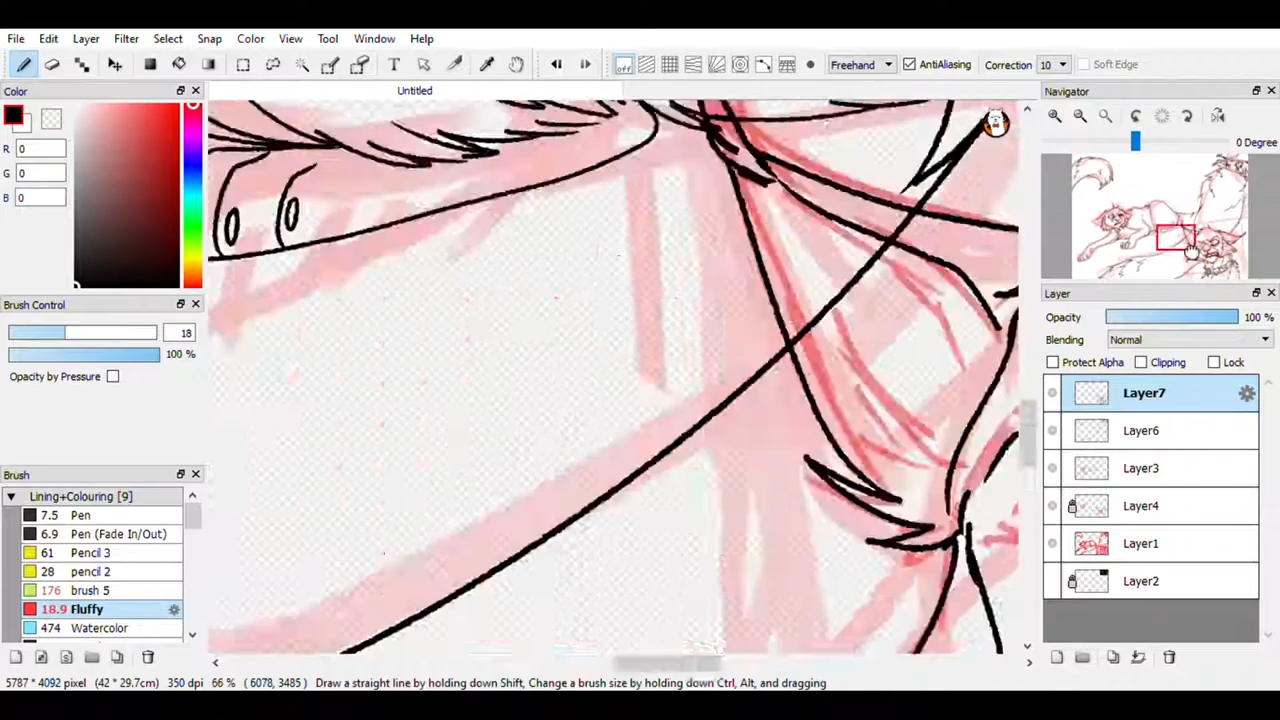 File Edit Layer Filter Select Snap Color View Tool Window Help
T off Freehand AntiAliasing Correction 10 Soft Edge
Color
Untitled
Navigator
R 0
G 0
B 0
0 Degree
Brush Control
18
100 %
Opacity by Pressure
Layer
Opacity 100 %
Blending Normal
Protect Alpha Clipping Lock
Layer7
Layer6
Layer3
Layer4
Layer1
Layer2
Brush
Lining+Colouring [9]
7.5 Pen
6.9 Pen (Fade In/Out)
61 Pencil 3
28 pencil 2
176 brush 5
18.9 Fluffy
474 Watercolor
5787 * 4092 pixel (42 * 29.7cm) 350 dpi 66 % ( 6078, 3485 ) Draw a straight line by holding down Shift, Change a brush size by holding down Ctrl, Alt, and dragging